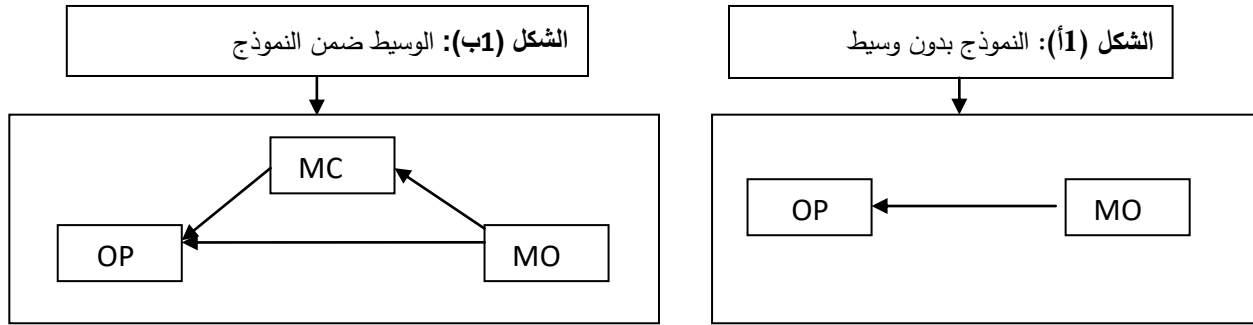 الشكل (1أ): النموذج بدون وسيط
OP
MO
الشكل (1ب): الوسيط ضمن النموذج
MC
OP
MO